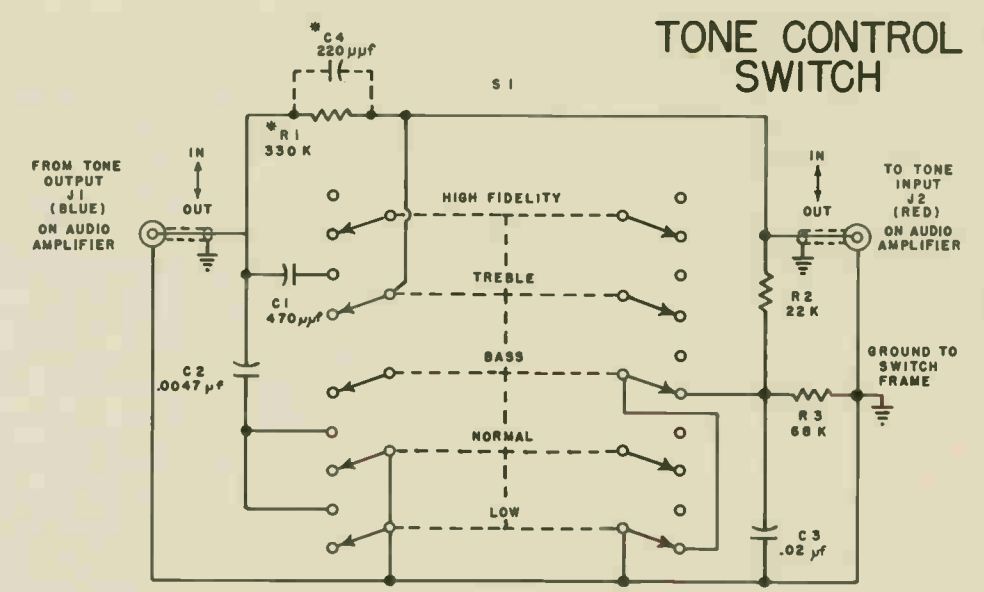 TONE CONTROL
SWITCH
*
C4
220 μμf
S1
*
R1
330 K
FROM TONE
OUTPUT
J1
(BLUE)
ON AUDIO
AMPLIFIER
IN
OUT
HIGH FIDELITY
IN
OUT
TO TONE
INPUT
J2
(RED)
ON AUDIO
AMPLIFIER
TREBLE
C1
470 μμf
R2
22 K
BASS
C2
.0047 μf
GROUND TO
SWITCH
FRAME
R3
68 K
NORMAL
LOW
C3
.02 μf